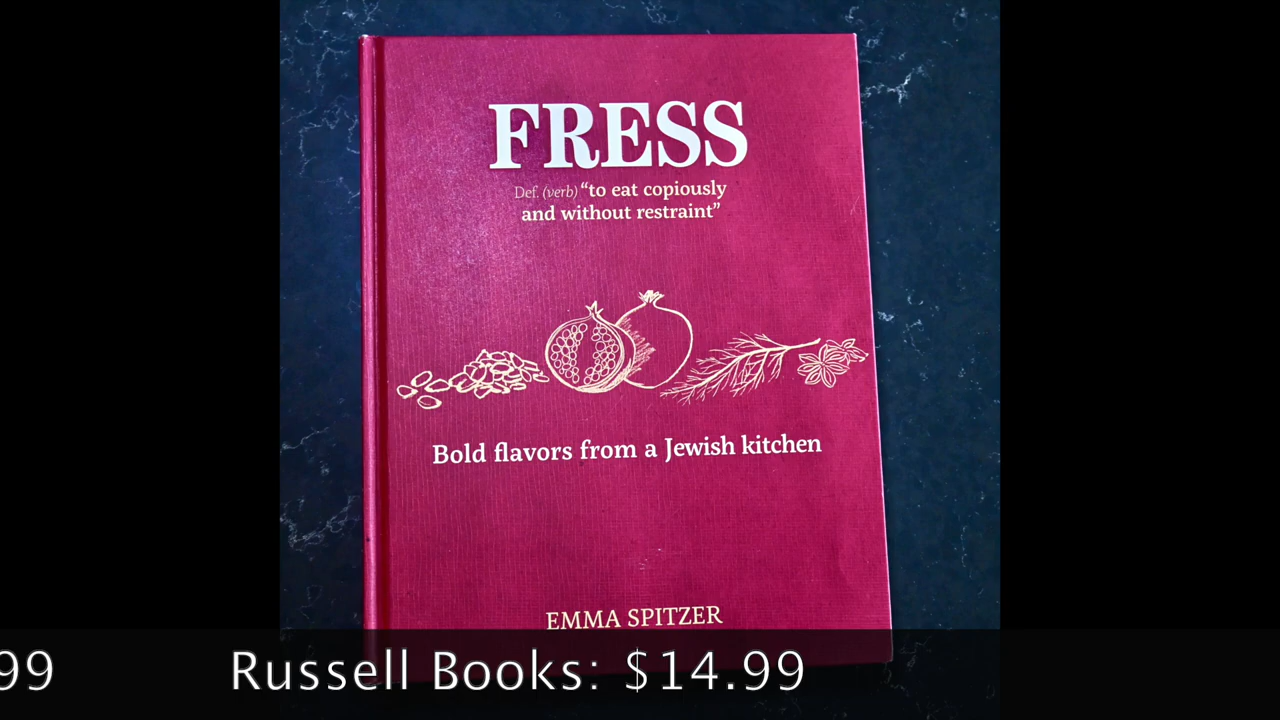 FRESS
Def. (verb) “to eat copiously
and without restraint”
Bold flavors from a Jewish kitchen
EMMA SPITZER
99 Russell Books: $14.99